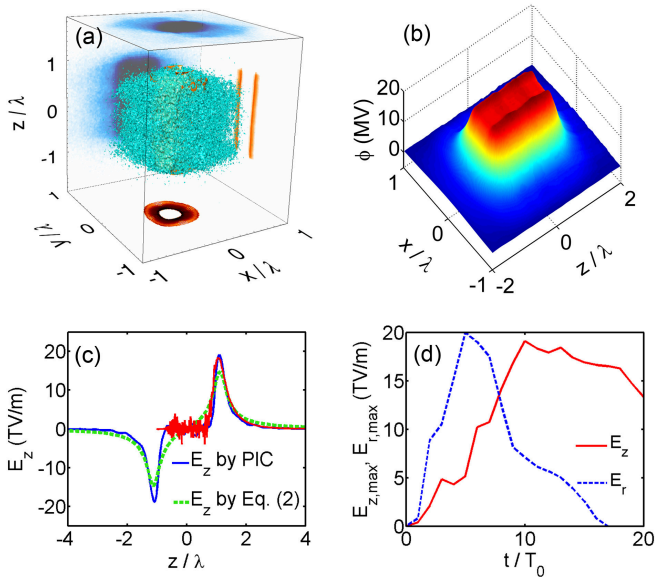 (a)
z / λ
1
0
-1
1
0
-1
y/λ
-1
0
1
x/λ
(b)
ϕ (MV)
20
10
0
1
0
-1
x/λ
-2
0
2
z/λ
(c)
E_z (TV/m)
20
10
0
-10
-20
-4 -2 0 2 4
z / λ
E_z by PIC
E_z by Eq. (2)
(d)
E_z,max, E_r,max (TV/m)
20
15
10
5
0
0 10 20
t / T_0
E_z
E_r